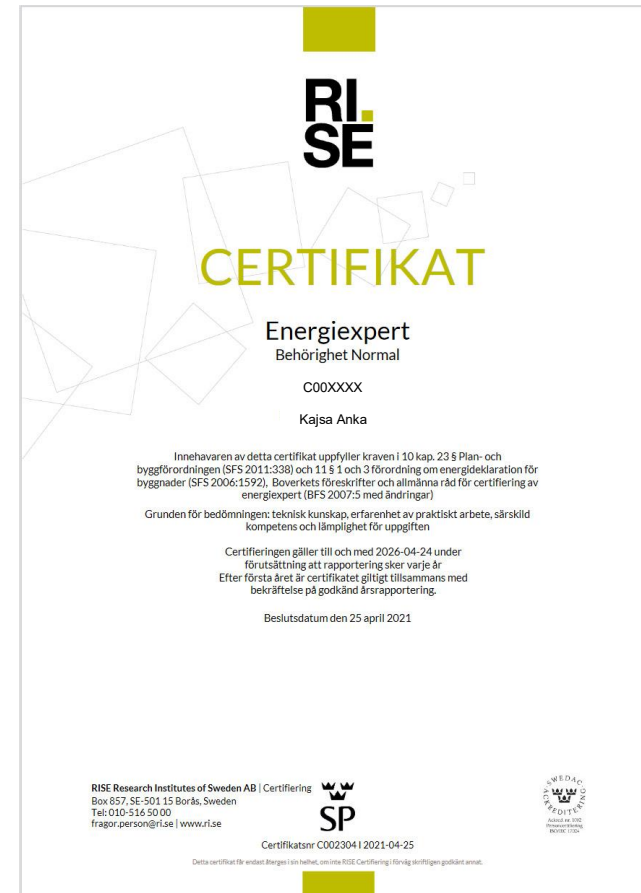 RI.
SE
CERTIFIKAT
Energiexpert
Behörighet Normal
C00XXXX
Kajsa Anka
Innehavaren av detta certifikat uppfyller kraven i 10 kap. 23 § Plan- och
byggförordningen (SFS 2011:338) och 11 § 1 och 3 förordning om energideklaration för
byggnader (SFS 2006:1592), Boverkets föreskrifter och allmänna råd för certifiering av
energiexpert (BFS 2007:5 med ändringar)
Grunden för bedömningen: teknisk kunskap, erfarenhet av praktiskt arbete, särskild
kompetens och lämplighet för uppgiften
Certifieringen gäller till och med 2026-04-24 under
förutsättning att rapportering sker varje år
Efter första året är certifikatet giltigt tillsammans med
bekräftelse på godkänd årsrapportering.
Beslutsdatum den 25 april 2021
RISE Research Institutes of Sweden AB | Certifiering
Box 857, SE-501 15 Borås, Sweden
Tel: 010-516 50 00
fragor.person@ri.se | www.ri.se
SP
SWEDAC
ACKREDITERING
Certifikatsnr C002304 I 2021-04-25
Detta certifikat får endast återges i sin helhet, om inte RISE Certifiering i förväg skriftligen godkänt annat.